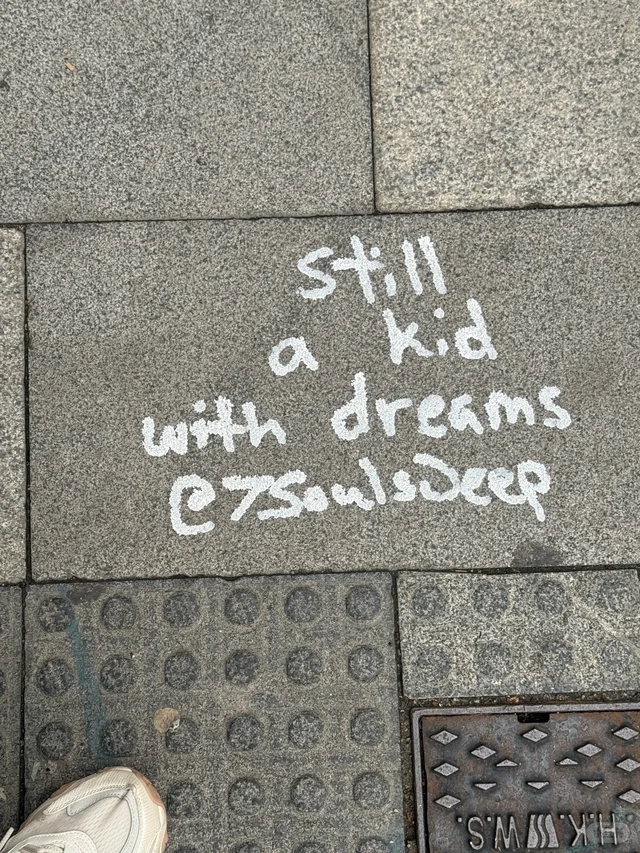 still
a kid
with dreams
@7SoulsDeep
H.K. W.S.